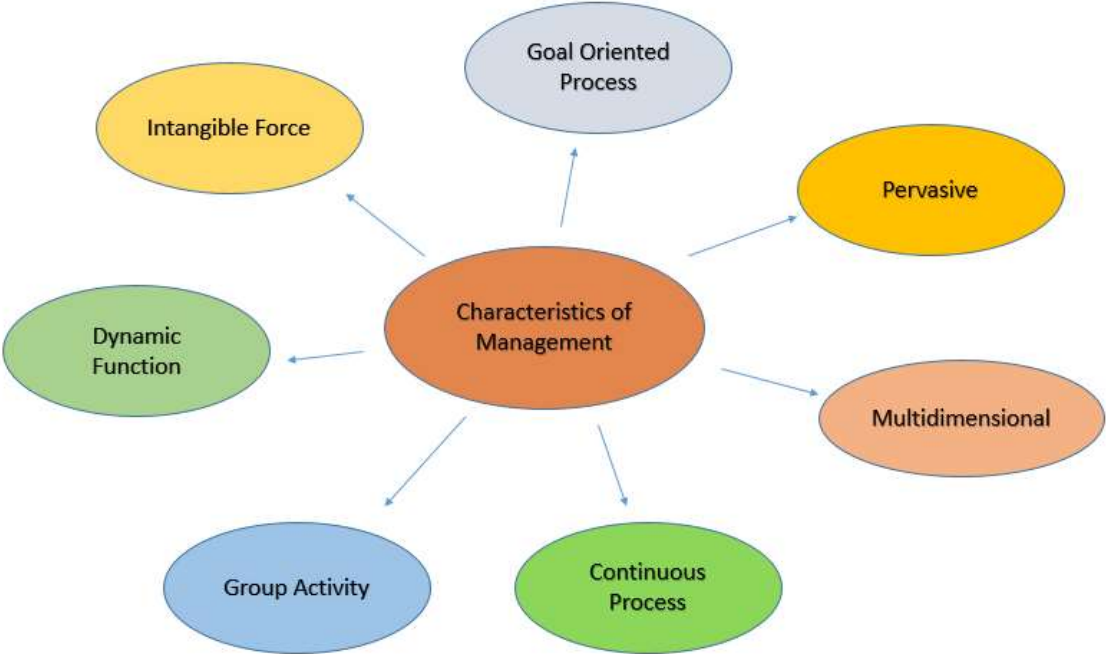 Goal Oriented
Process
Intangible Force
Pervasive
Characteristics of
Management
Dynamic
Function
Multidimensional
Group Activity
Continuous
Process